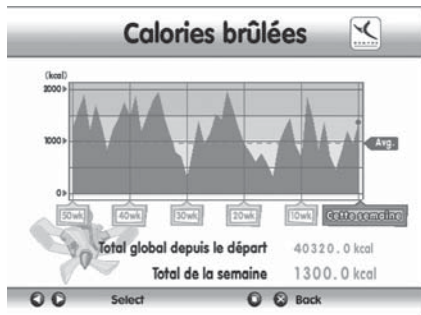 Calories brûlées
(kcal)
2000
1000
Avg.
0
50wk 40wk 30wk 20wk 10wk Cette semaine
Total global depuis le départ 40320.0 kcal
Total de la semaine 1300.0 kcal
Select Back